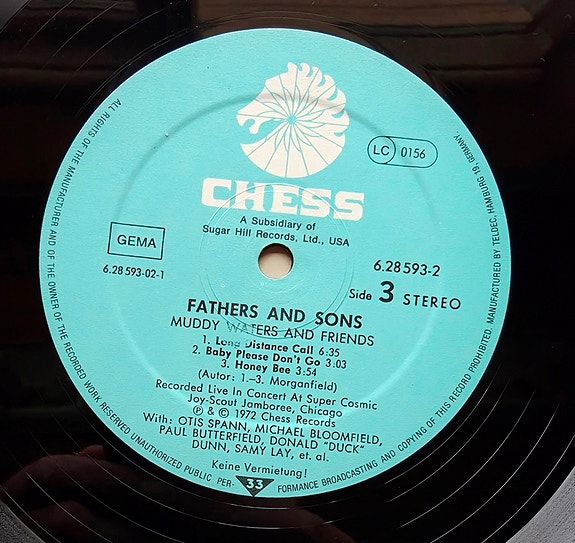 CHESS
A Subsidiary of
Sugar Hill Records, Ltd., USA
LC 0156
GEMA
6.28 593-02-1
6.28 593-2
Side 3 STEREO
FATHERS AND SONS
MUDDY WATERS AND FRIENDS
1. Long Distance Call 6:35
2. Baby Please Don't Go 3:03
3. Honey Bee 3:54
(Autor: 1.–3. Morganfield)
Recorded Live In Concert At Super Cosmic
Joy-Scout Jamboree, Chicago
℗ & © 1972 Chess Records
With: OTIS SPANN, MICHAEL BLOOMFIELD,
PAUL BUTTERFIELD, DONALD "DUCK"
DUNN, SAMY LAY, et. al.
Keine Vermietung!
33
ALL RIGHTS OF THE MANUFACTURER AND OF THE OWNER OF THE RECORDED WORK RESERVED. UNAUTHORIZED PUBLIC PER- FORMANCE BROADCASTING AND COPYING OF THIS RECORD PROHIBITED. MANUFACTURED BY TELDEC, HAMBURG 19, GERMANY.